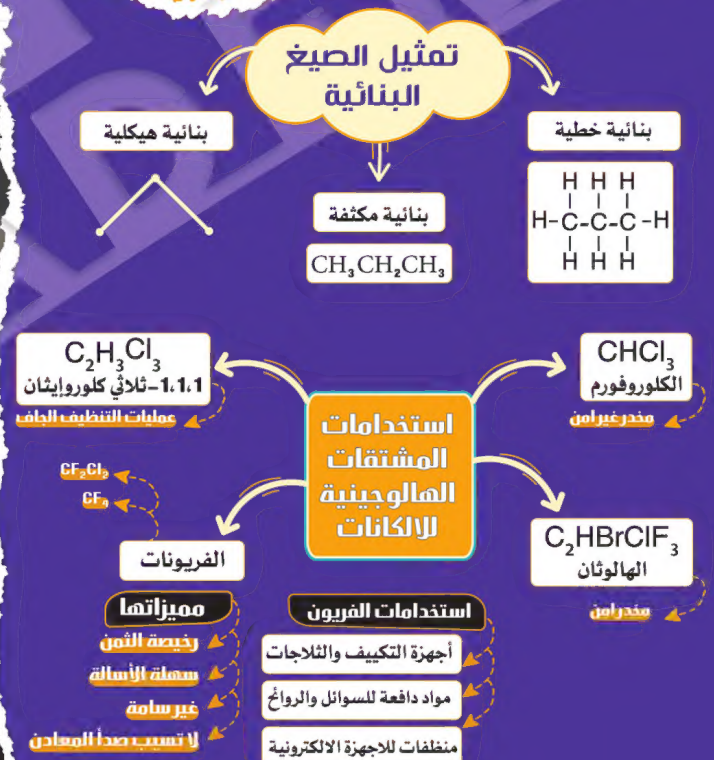 تمثيل الصيغ
البنائية
بنائية خطية
H H H
H-C-C-C-H
H H H
بنائية مكثفة
CH₃CH₂CH₃
بنائية هيكلية
استخدامات
المشتقات
الهالوجينية
للالكانات
CHCl₃
الكلوروفورم
مخدر غير امن
C₂HBrClF₃
الهالوثان
مخدر امن
C₂H₃Cl₃
1،1،1-ثلاثي كلوروإيثان
عمليات التنظيف الجاف
الفريونات
CF₂Cl₂
CF₄
مميزاتها
رخيصة الثمن
سهلة الأسالة
غير سامة
لا تسبب صدأ المعادن
استخدامات الفريون
أجهزة التكييف والثلاجات
مواد دافعة للسوائل والروائح
منظفات للاجهزة الالكترونية